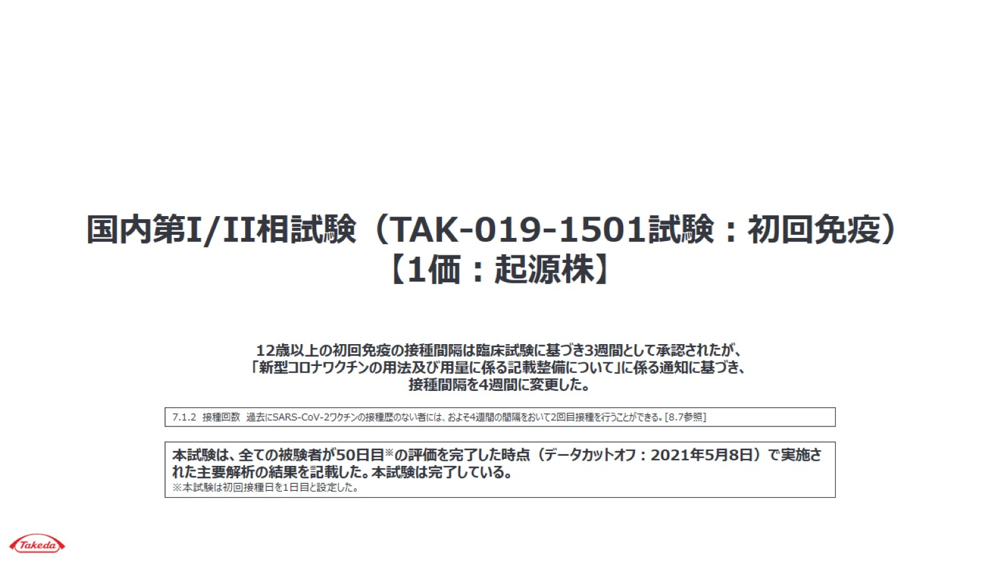 国内第I/II相試験（TAK-019-1501試験：初回免疫）
【1価：起源株】
12歳以上の初回免疫の接種間隔は臨床試験に基づき3週間として承認されたが、
「新型コロナワクチンの用法及び用量に係る記載整備について」に係る通知に基づき、
接種間隔を4週間に変更した。
7.1.2 接種回数 過去にSARS-CoV-2ワクチンの接種歴のない者には、およそ4週間の間隔をおいて2回目接種を行うことができる。[8.7参照]
本試験は、全ての被験者が50日目※の評価を完了した時点（データカットオフ：2021年5月8日）で実施さ
れた主要解析の結果を記載した。本試験は完了している。
※本試験は初回接種日を1日目と設定した。
Takeda